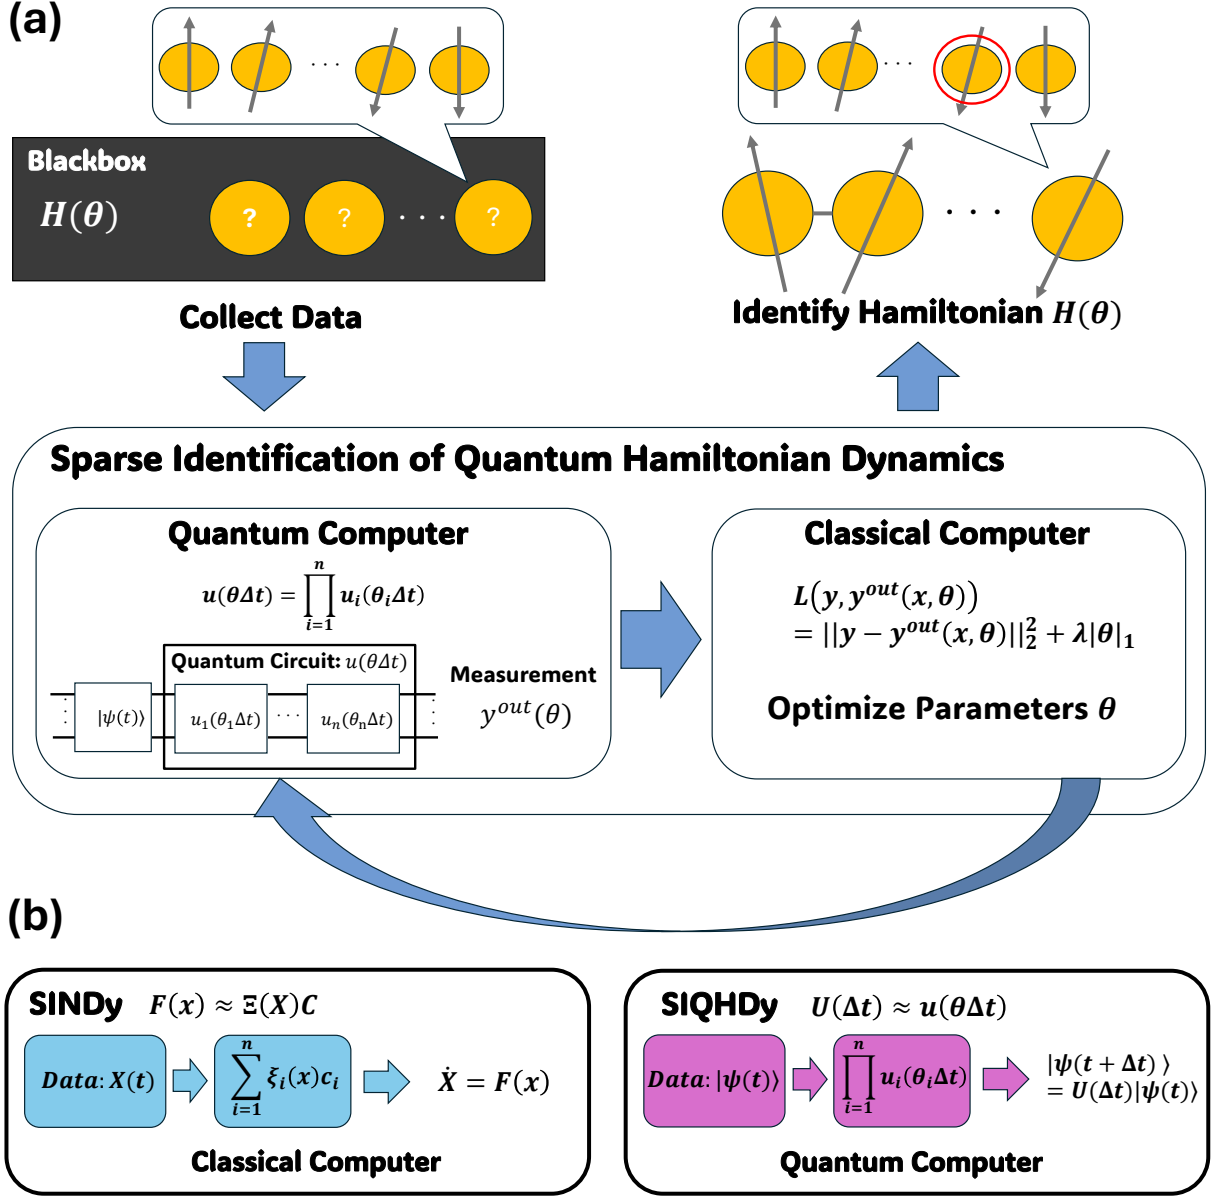 (a)
· · ·
· · ·
Blackbox
H(θ)
? ? · · · ?
· · ·
Collect Data
Identify Hamiltonian H(θ)
Sparse Identification of Quantum Hamiltonian Dynamics
Quantum Computer
u(θΔt) = ∏_{i=1}^{n} u_i(θ_iΔt)
Quantum Circuit: u(θΔt)
|ψ(t)⟩
u_1(θ_1Δt) · · · u_n(θ_nΔt)
Measurement
y^{out}(θ)
Classical Computer
L(y, y^{out}(x, θ))
= ||y − y^{out}(x, θ)||_2^2 + λ|θ|_1
Optimize Parameters θ
(b)
SINDy F(x) ≈ Ξ(X)C
Data: X(t)
∑_{i=1}^{n} ξ_i(x)c_i
Ẋ = F(x)
Classical Computer
SIQHDy U(Δt) ≈ u(θΔt)
Data: |ψ(t)⟩
∏_{i=1}^{n} u_i(θ_iΔt)
|ψ(t + Δt) ⟩
= U(Δt)|ψ(t)⟩
Quantum Computer